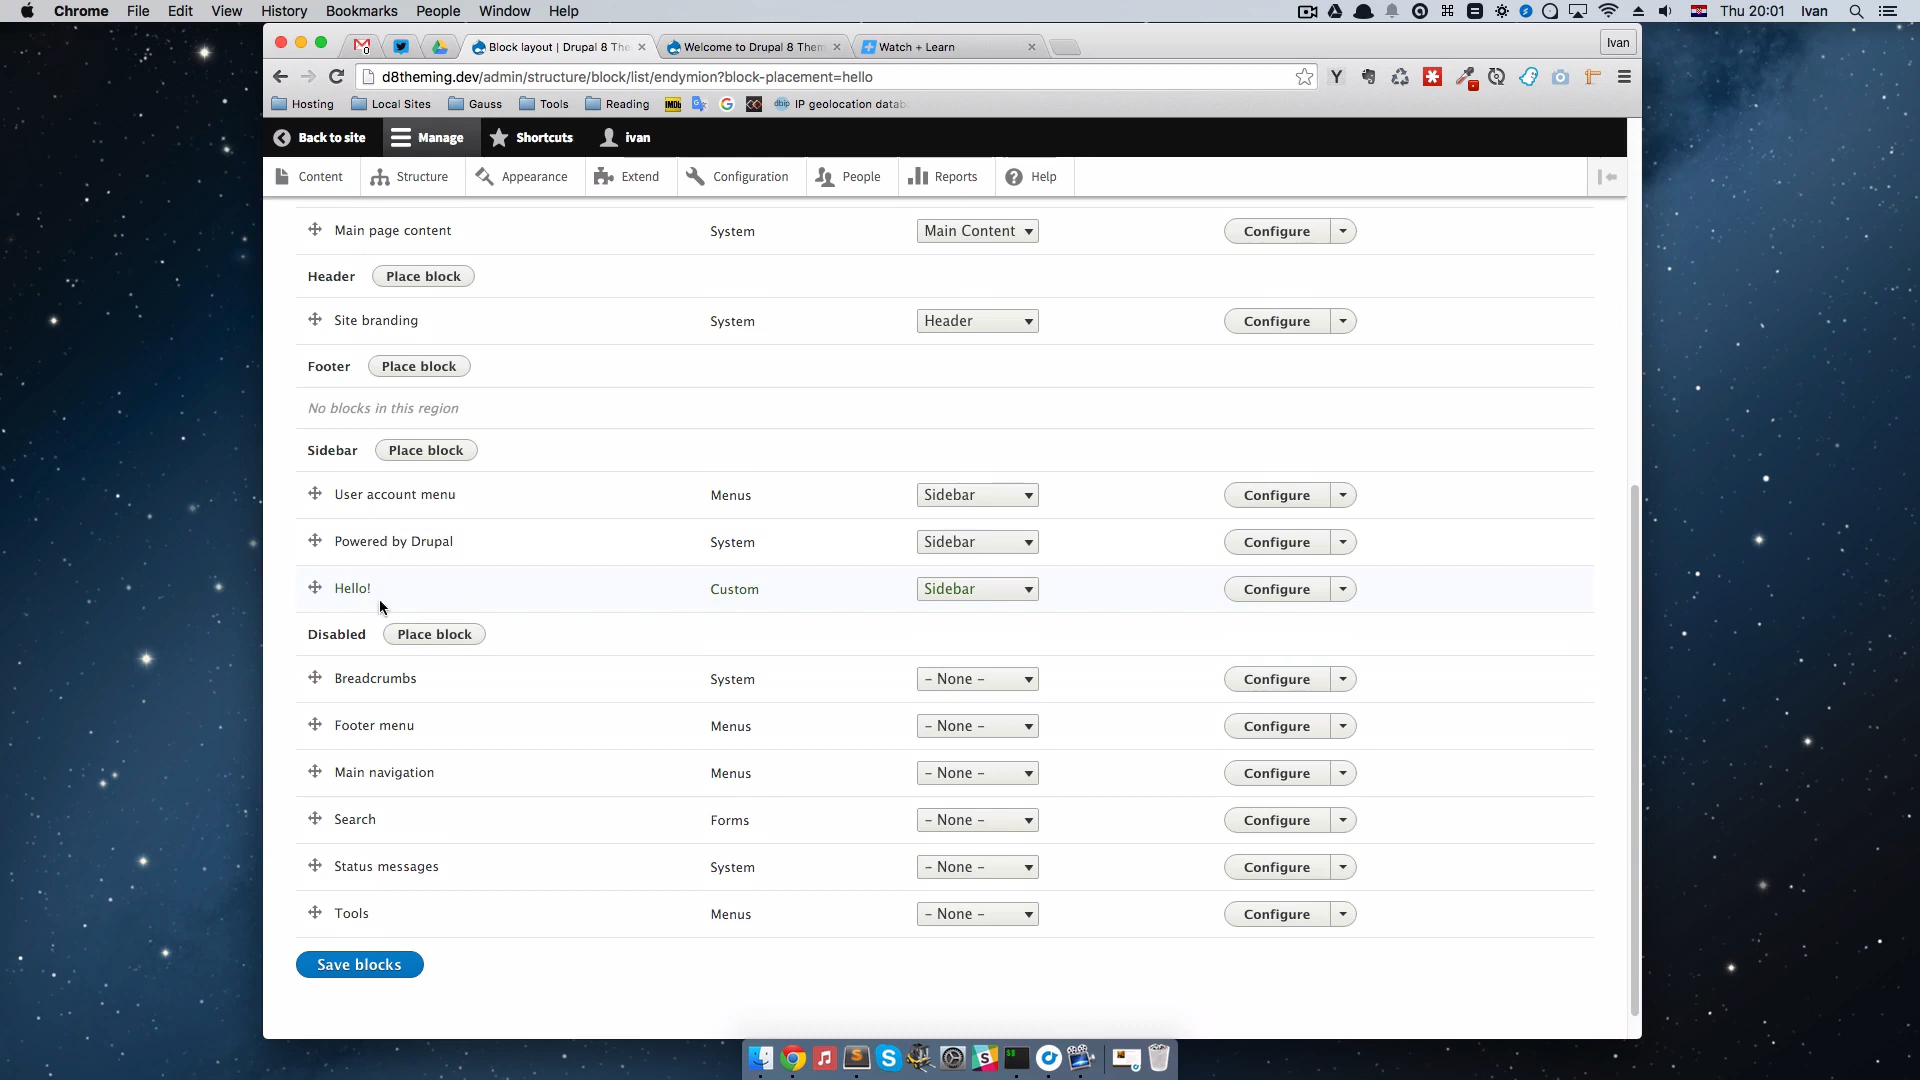 Chrome File Edit View History Bookmarks People Window Help Thu 20:01 Ivan
Block layout | Drupal 8 The Welcome to Drupal 8 Them Watch + Learn Ivan
d8theming.dev/admin/structure/block/list/endymion?block-placement=hello
Hosting Local Sites Gauss Tools Reading IMDb IP geolocation datab
Back to site Manage Shortcuts ivan
Content Structure Appearance Extend Configuration People Reports Help
Main page content System Main Content Configure
Header Place block
Site branding System Header Configure
Footer Place block
No blocks in this region
Sidebar Place block
User account menu Menus Sidebar Configure
Powered by Drupal System Sidebar Configure
Hello! Custom Sidebar Configure
Disabled Place block
Breadcrumbs System - None - Configure
Footer menu Menus - None - Configure
Main navigation Menus - None - Configure
Search Forms - None - Configure
Status messages System - None - Configure
Tools Menus - None - Configure
Save blocks